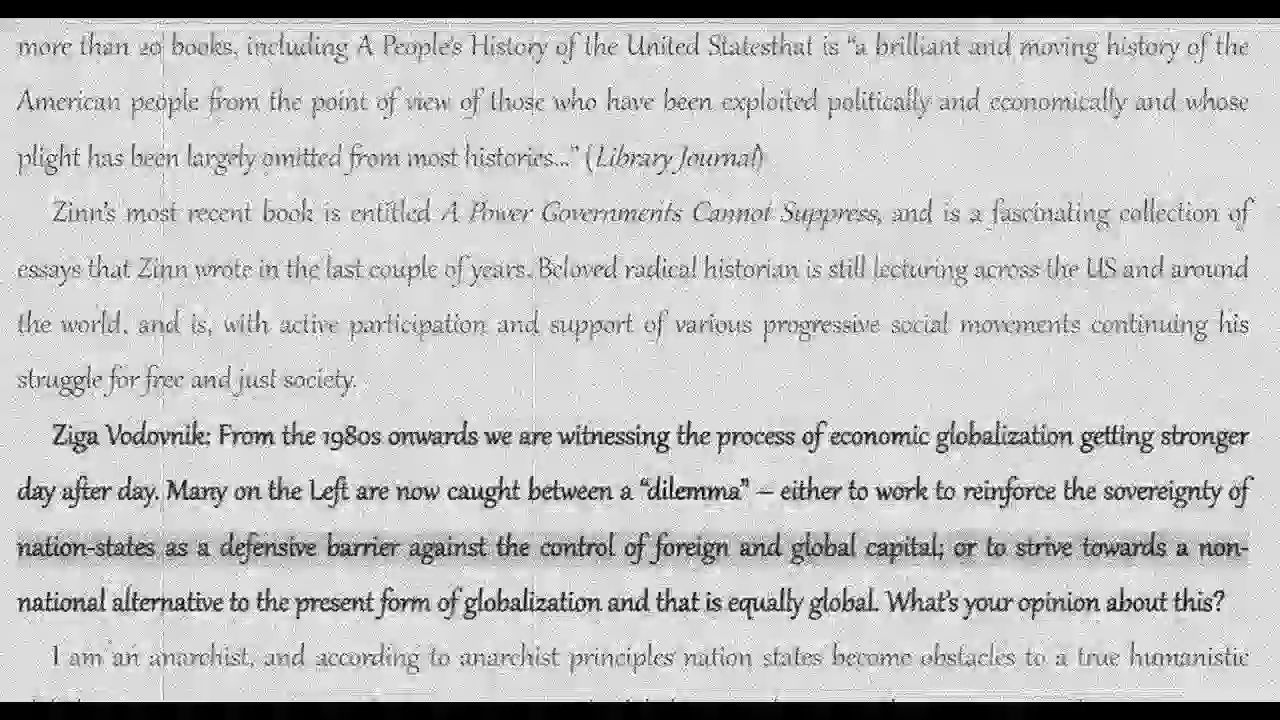 more than 20 books, including A People's History of the United Statesthat is “a brilliant and moving history of the
American people from the point of view of those who have been exploited politically and economically and whose
plight has been largely omitted from most histories...” (Library Journal)
Zinn's most recent book is entitled A Power Governments Cannot Suppress, and is a fascinating collection of
essays that Zinn wrote in the last couple of years. Beloved radical historian is still lecturing across the US and around
the world, and is, with active participation and support of various progressive social movements continuing his
struggle for free and just society.
Ziga Vodovnik: From the 1980s onwards we are witnessing the process of economic globalization getting stronger
day after day. Many on the Left are now caught between a “dilemma” – either to work to reinforce the sovereignty of
nation-states as a defensive barrier against the control of foreign and global capital; or to strive towards a non-
national alternative to the present form of globalization and that is equally global. What's your opinion about this?
I am an anarchist, and according to anarchist principles nation states become obstacles to a true humanistic